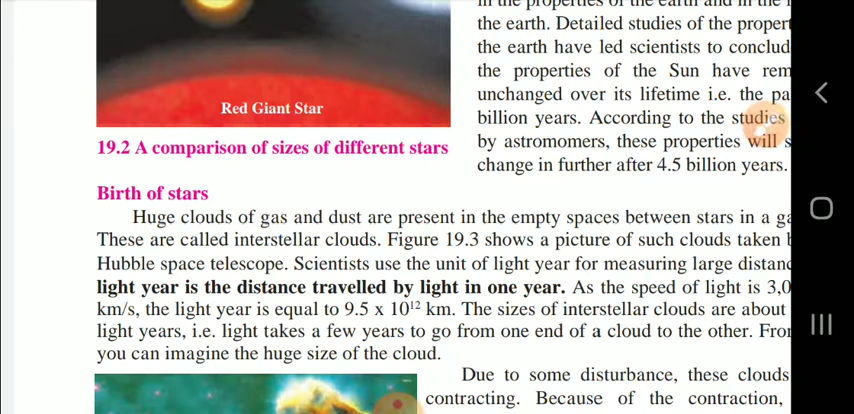 the earth. Detailed studies of the
the earth have led scientists to
Red Giant Star
the properties of the Sun have
unchanged over its lifetime i.e. the
billion years. According to the studies
19.2 A comparison of sizes of different stars
by astromomers, these properties will
change in further after 4.5 billion years.
Birth of stars
Huge clouds of gas and dust are present in the empty spaces between stars in a
These are called interstellar clouds. Figure 19.3 shows a picture of such clouds taken
Hubble space telescope. Scientists use the unit of light year for measuring large
light year is the distance travelled by light in one year. As the speed of light is
km/s, the light year is equal to 9.5 x 10¹² km. The sizes of interstellar clouds are about
light years, i.e. light takes a few years to go from one end of a cloud to the other.
you can imagine the huge size of the cloud.
Due to some disturbance, these clouds
contracting. Because of the contraction,